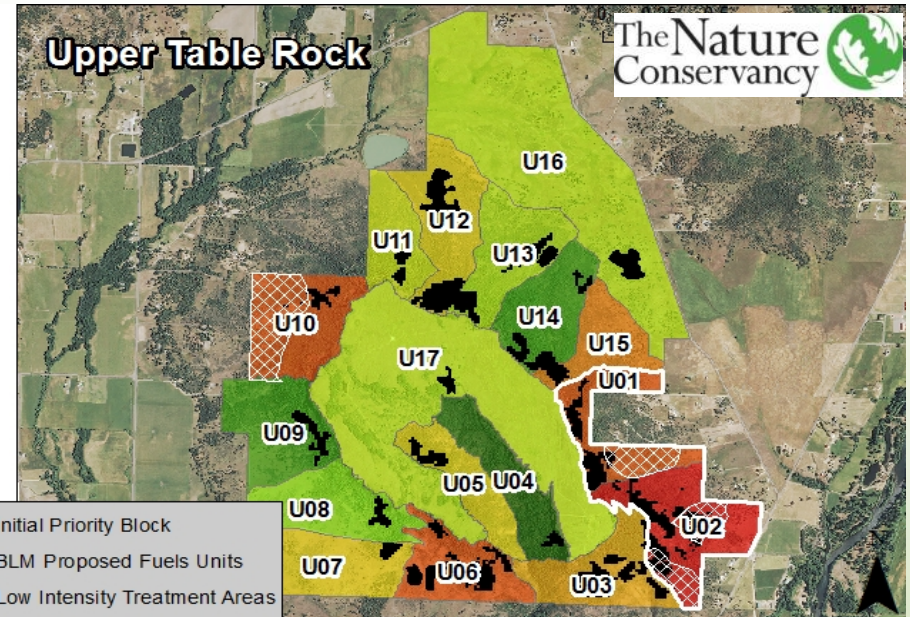 Upper Table Rock
The Nature
Conservancy
U16
U12
U11
U13
U10
U14
U17
U15
U01
U09
U05
U04
U08
U02
U07
U06
U03
nitial Priority Block
BLM Proposed Fuels Units
Low Intensity Treatment Areas